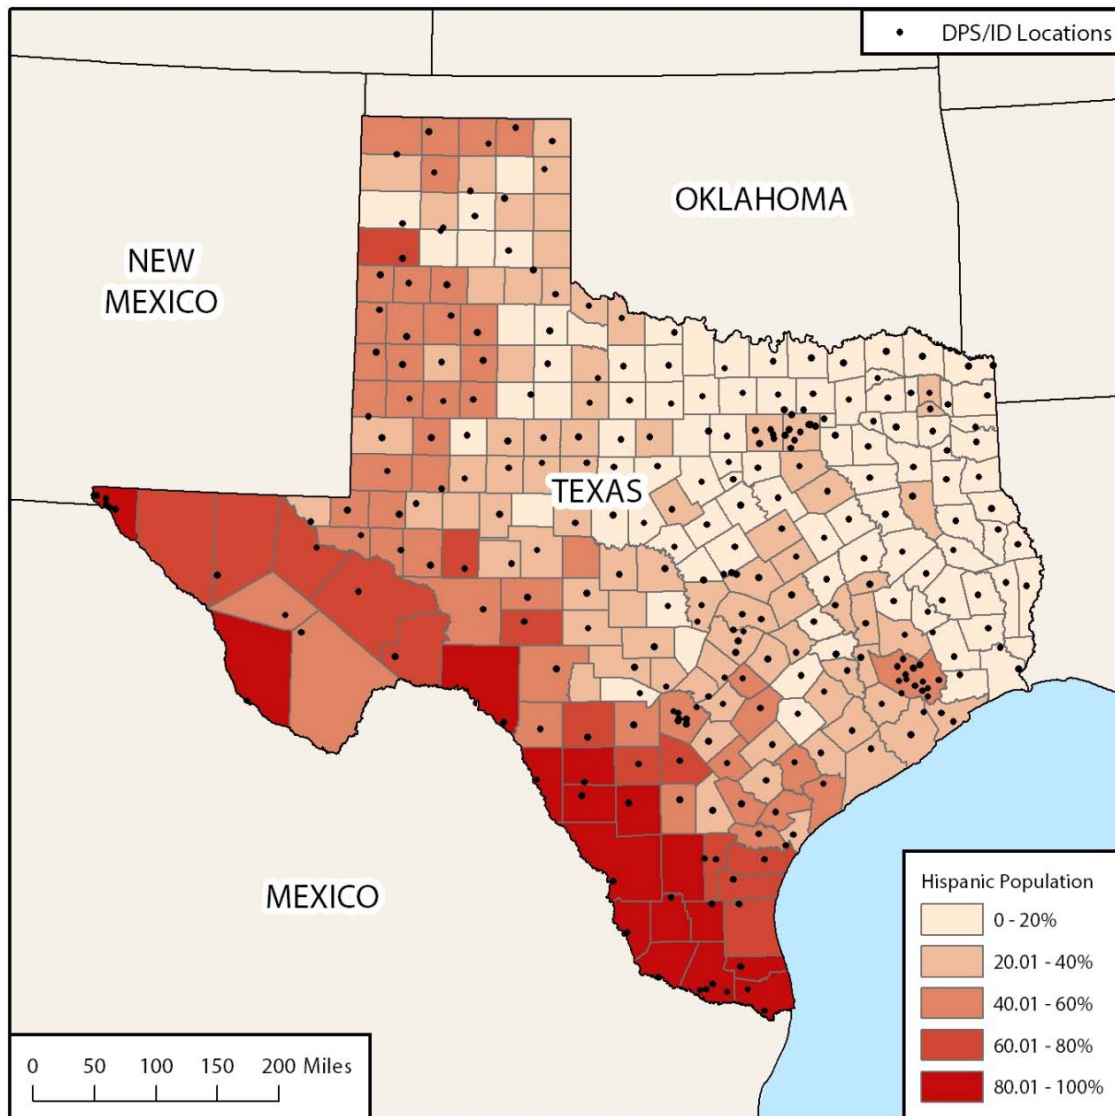 DPS/ID Locations
OKLAHOMA
NEW
MEXICO
TEXAS
MEXICO
Hispanic Population
0 - 20%
20.01 - 40%
40.01 - 60%
60.01 - 80%
80.01 - 100%
0 50 100 150 200 Miles